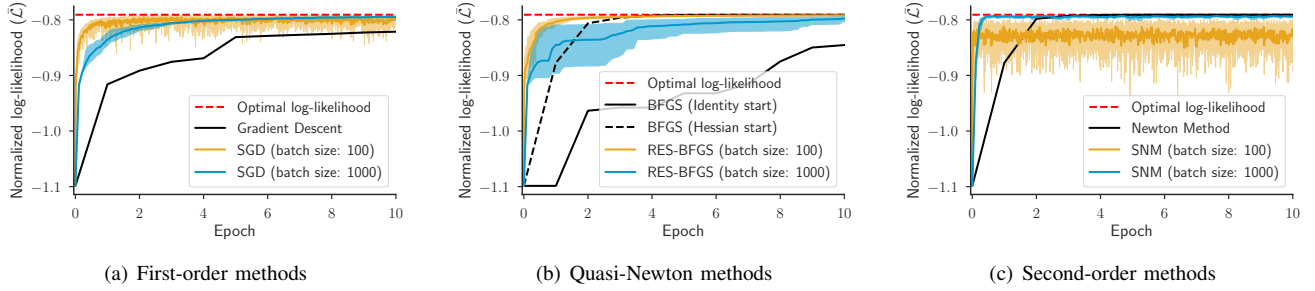 Normalized log-likelihood (ℒ̄)
−0.8
−0.9
−1.0
−1.1
0
2
4
6
8
10
Epoch
Optimal log-likelihood
Gradient Descent
SGD (batch size: 100)
SGD (batch size: 1000)
(a) First-order methods
Normalized log-likelihood (ℒ̄)
−0.8
−0.9
−1.0
−1.1
0
2
4
6
8
10
Epoch
Optimal log-likelihood
BFGS (Identity start)
BFGS (Hessian start)
RES-BFGS (batch size: 100)
RES-BFGS (batch size: 1000)
(b) Quasi-Newton methods
Normalized log-likelihood (ℒ̄)
−0.8
−0.9
−1.0
−1.1
0
2
4
6
8
10
Epoch
Optimal log-likelihood
Newton Method
SNM (batch size: 100)
SNM (batch size: 1000)
(c) Second-order methods